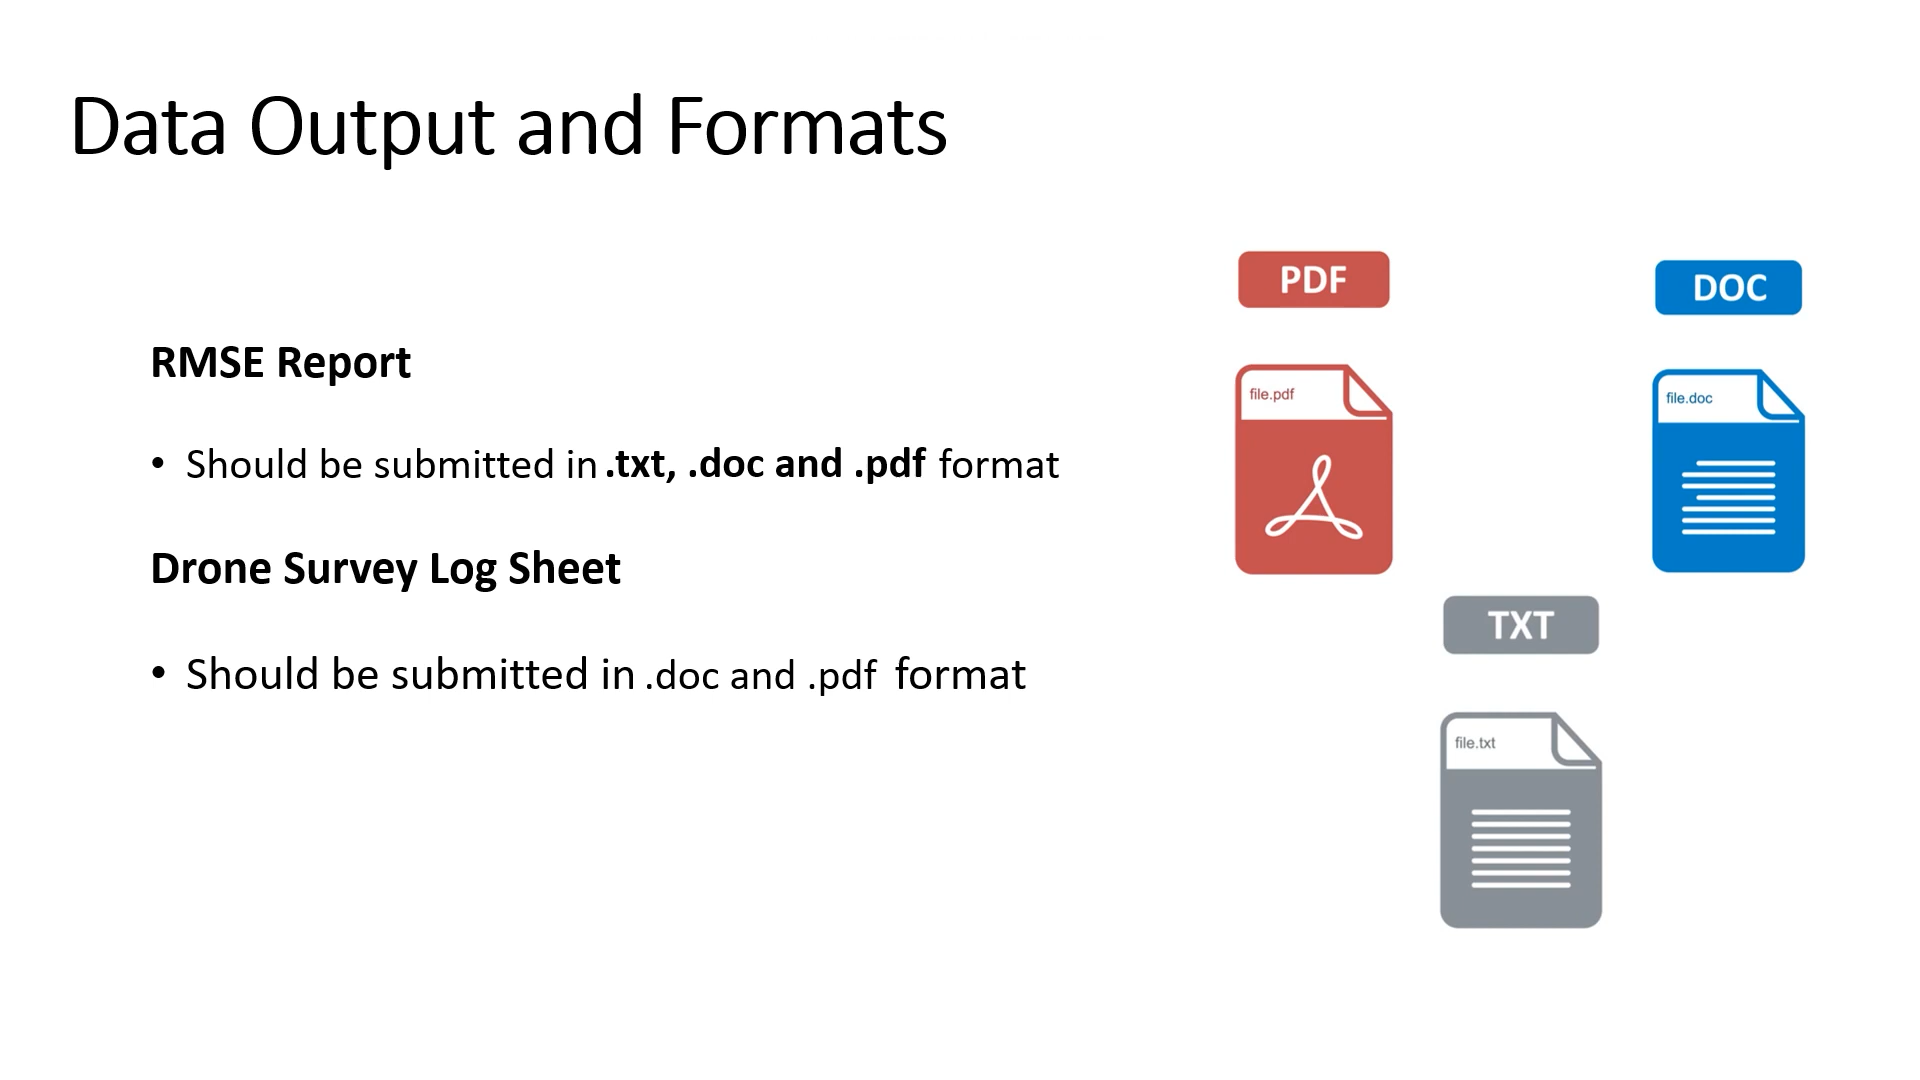 Data Output and Formats
RMSE Report
• Should be submitted in .txt, .doc and .pdf format
Drone Survey Log Sheet
• Should be submitted in .doc and .pdf format
PDF
file.pdf
DOC
file.doc
TXT
file.txt